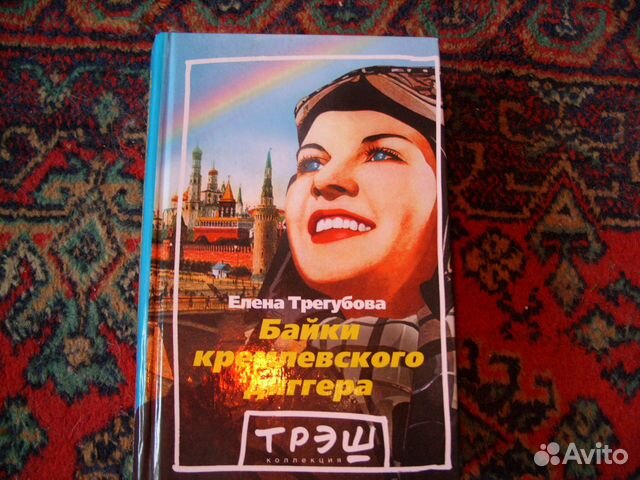 Елена Трегубова
Байки
кремлевского
диггера
ТРЭШ
коллекция
Avito